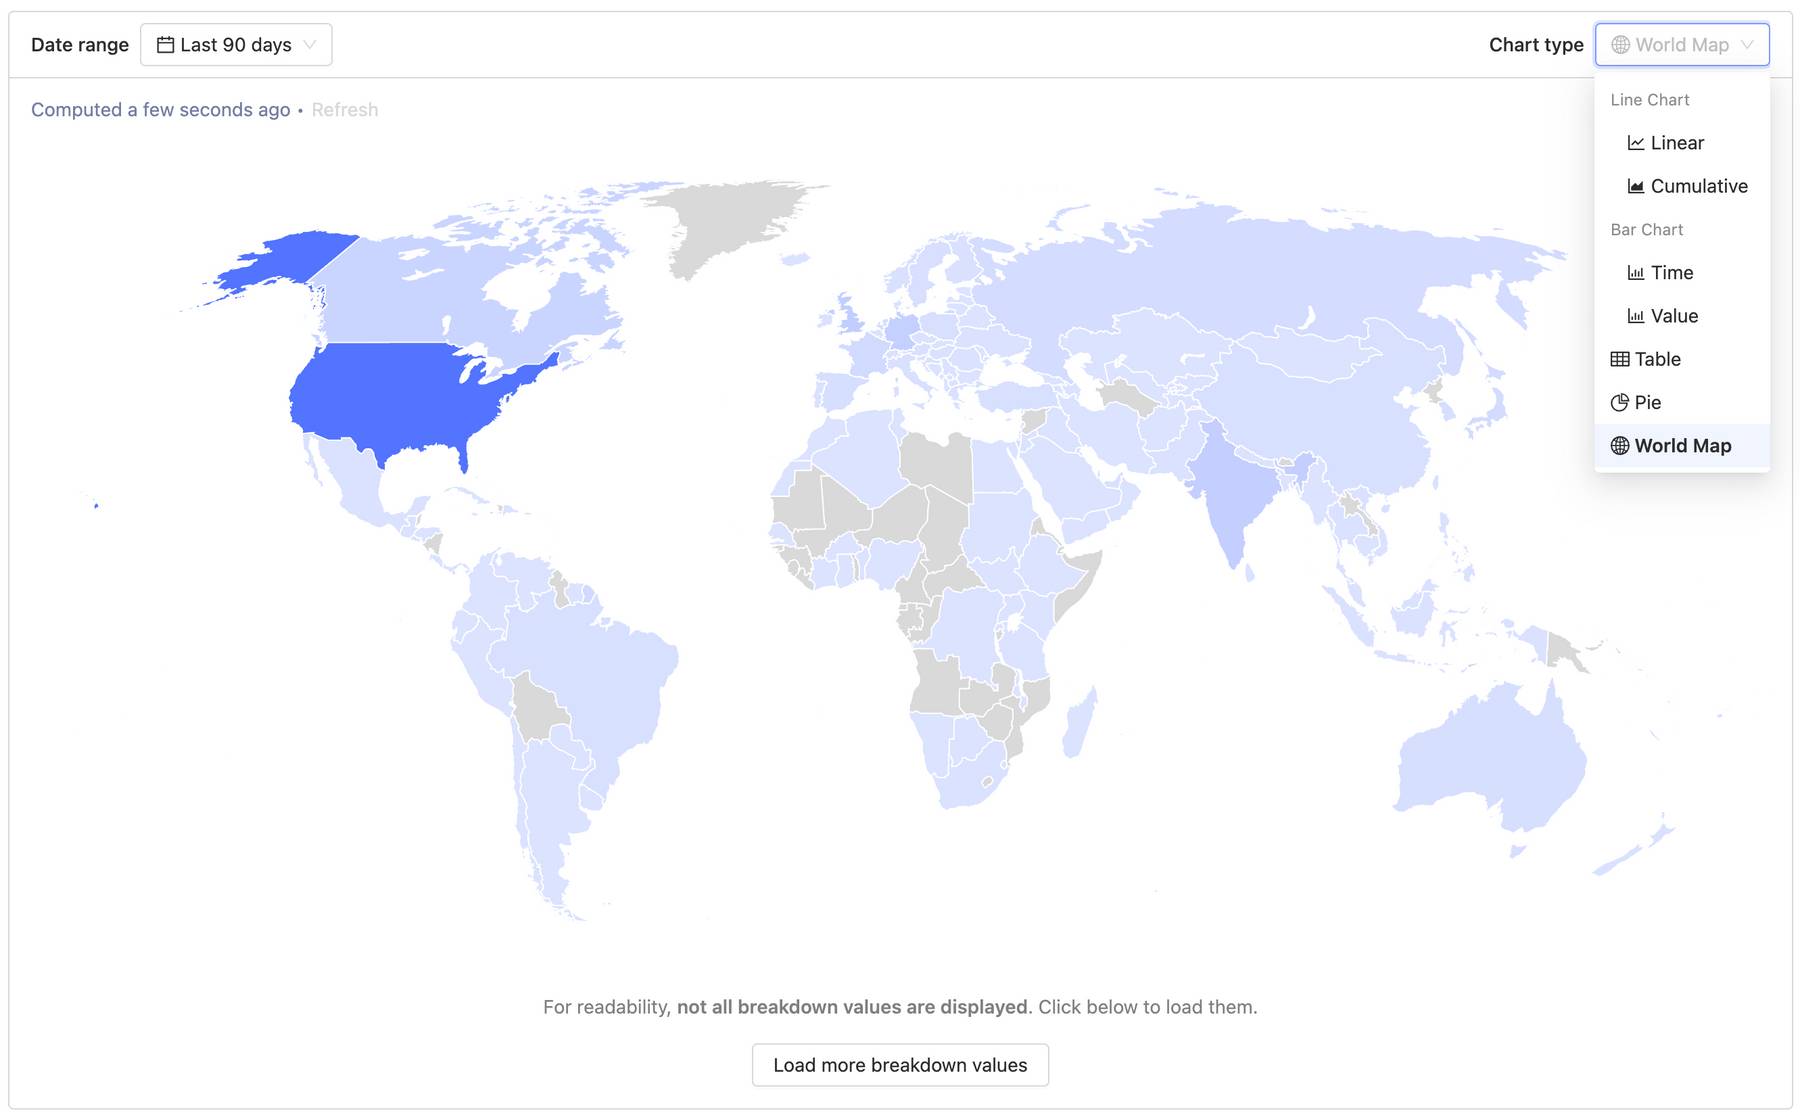 Date range
Last 90 days
Chart type
World Map
Computed a few seconds ago • Refresh
Line Chart
Linear
Cumulative
Bar Chart
Time
Value
Table
Pie
World Map
For readability, not all breakdown values are displayed. Click below to load them.
Load more breakdown values